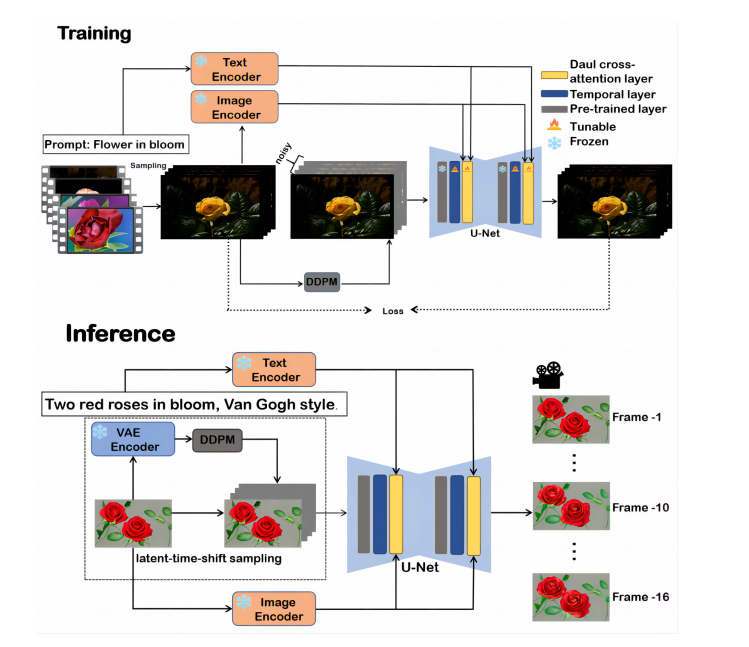 Training
Text
Encoder
Image
Encoder
Daul cross-
attention layer
Temporal layer
Pre-trained layer
Tunable
Frozen
Prompt: Flower in bloom
Sampling
noisy
U-Net
DDPM
Loss
Inference
Text
Encoder
Two red roses in bloom, Van Gogh style.
VAE
Encoder
DDPM
latent-time-shift sampling
U-Net
Image
Encoder
Frame -1
Frame -10
Frame -16